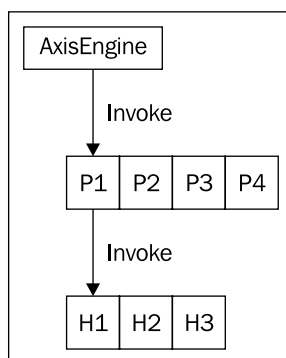 AxisEngine
Invoke
P1 P2 P3 P4
Invoke
H1 H2 H3